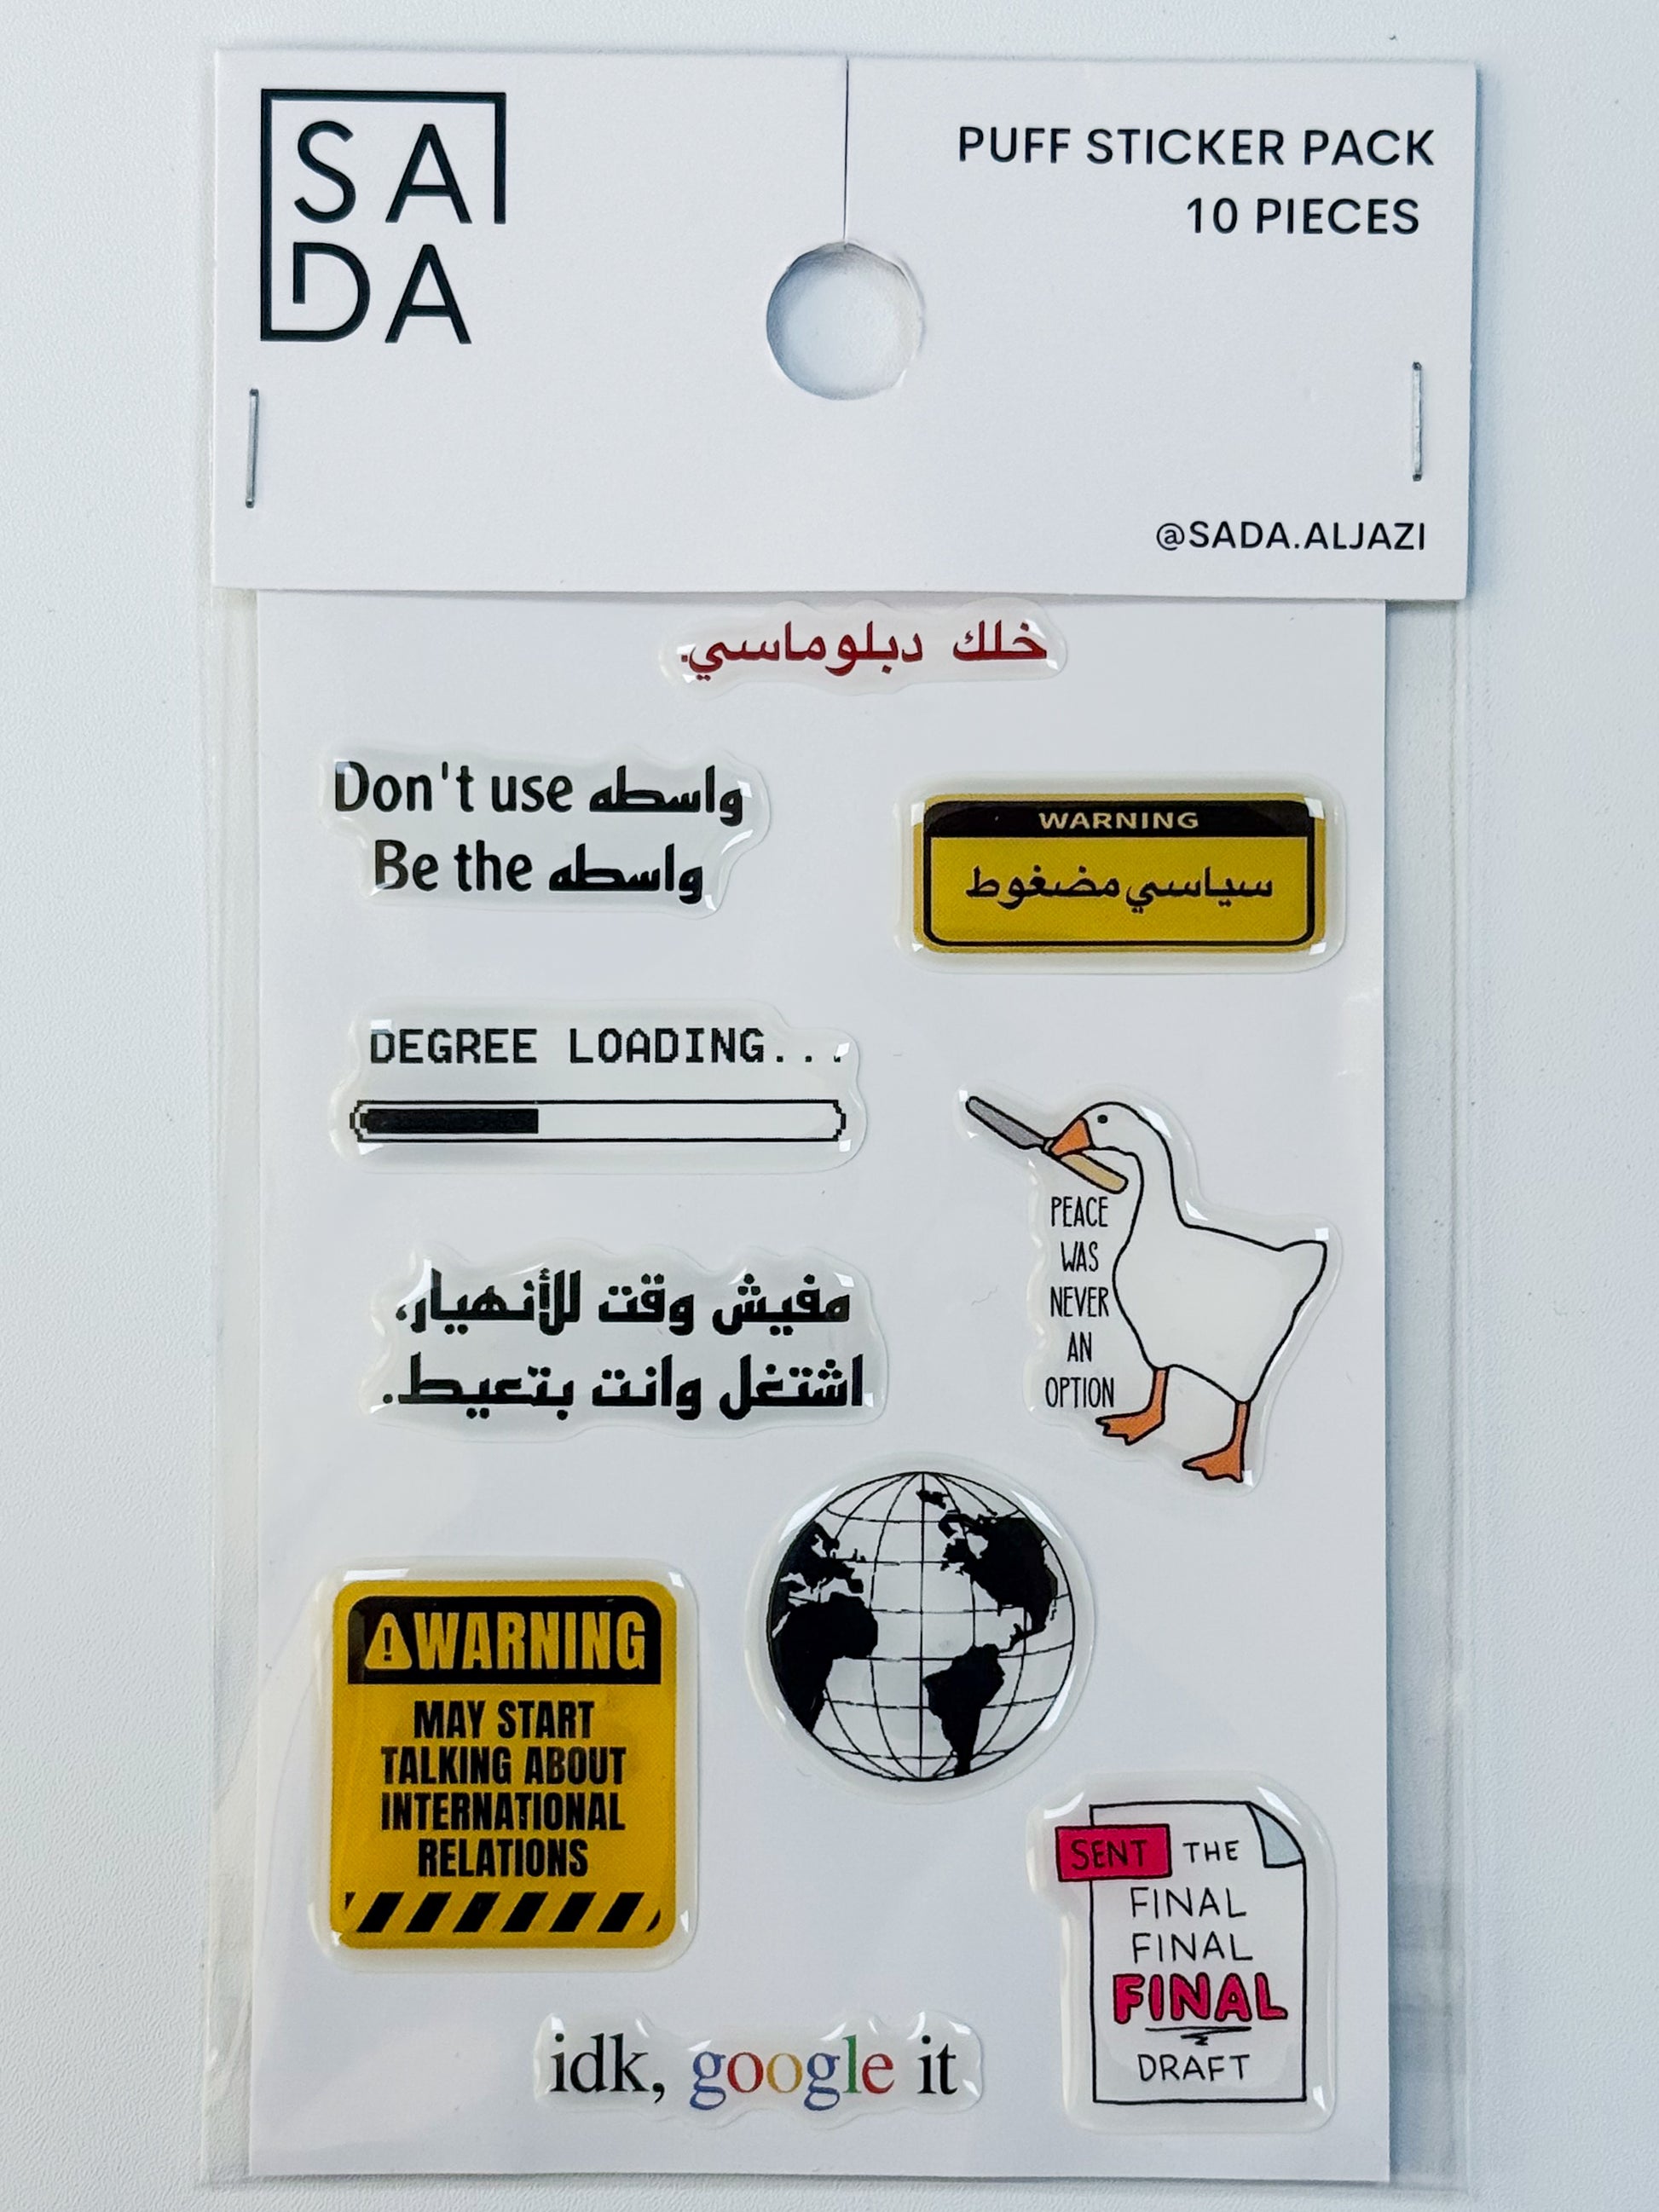 SA
DA
PUFF STICKER PACK
10 PIECES
@SADA.ALJAZI
خلك دبلوماسي.
Don't use واسطه
Be the واسطه
WARNING
سياسي مضغوط
DEGREE LOADING...
PEACE
WAS
NEVER
AN
OPTION
مفيش وقت للأنهيار،
اشتغل وانت بتعيط.
WARNING
MAY START
TALKING ABOUT
INTERNATIONAL
RELATIONS
SENT THE
FINAL
FINAL
FINAL
DRAFT
idk, google it